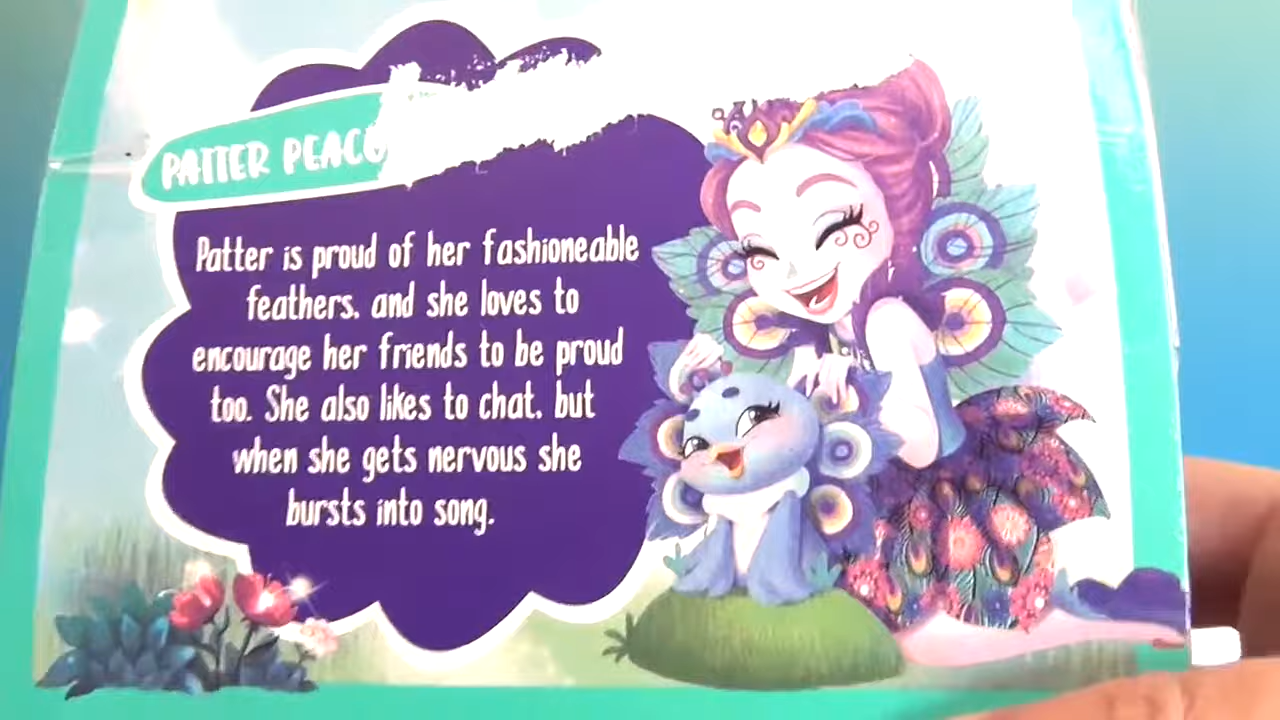 PATTER PEACO
Patter is proud of her fashioneable
feathers, and she loves to
encourage her friends to be proud
too. She also likes to chat, but
when she gets nervous she
bursts into song.